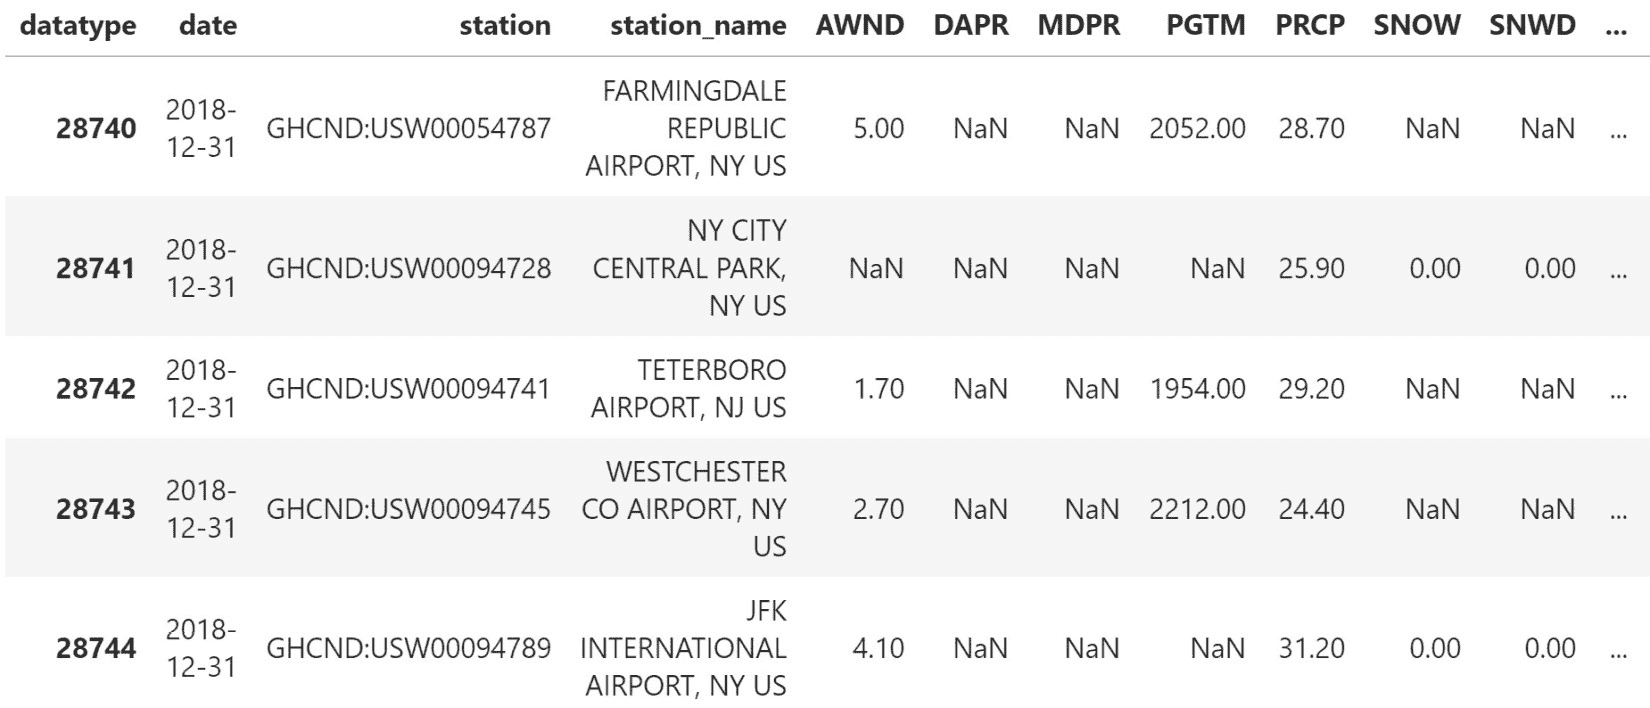 datatype date station station_name AWND DAPR MDPR PGTM PRCP SNOW SNWD ...
FARMINGDALE
2018-
28740 GHCND:USW00054787 REPUBLIC 5.00 NaN NaN 2052.00 28.70 NaN NaN ...
12-31
AIRPORT, NY US
NY CITY
2018-
28741 GHCND:USW00094728 CENTRAL PARK, NaN NaN NaN NaN 25.90 0.00 0.00 ...
12-31
NY US
2018- TETERBORO
28742 GHCND:USW00094741 1.70 NaN NaN 1954.00 29.20 NaN NaN ...
12-31 AIRPORT, NJ US
WESTCHESTER
2018-
28743 GHCND:USW00094745 CO AIRPORT, NY 2.70 NaN NaN 2212.00 24.40 NaN NaN ...
12-31
US
JFK
2018-
28744 GHCND:USW00094789 INTERNATIONAL 4.10 NaN NaN NaN 31.20 0.00 0.00 ...
12-31
AIRPORT, NY US